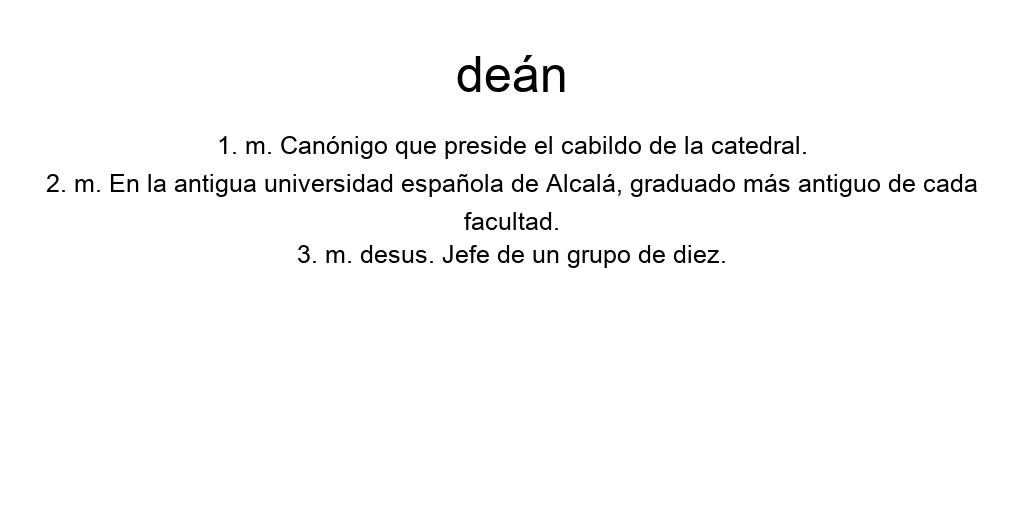 deán
1. m. Canónigo que preside el cabildo de la catedral.
2. m. En la antigua universidad española de Alcalá, graduado más antiguo de cada
facultad.
3. m. desus. Jefe de un grupo de diez.